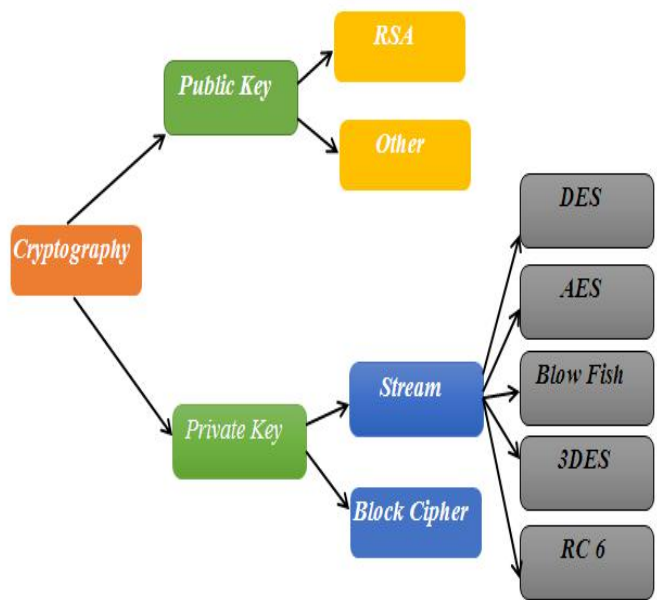 RSA
Public Key
Other
DES
Cryptography
AES
Blow Fish
Stream
Private Key
3DES
Block Cipher
RC 6